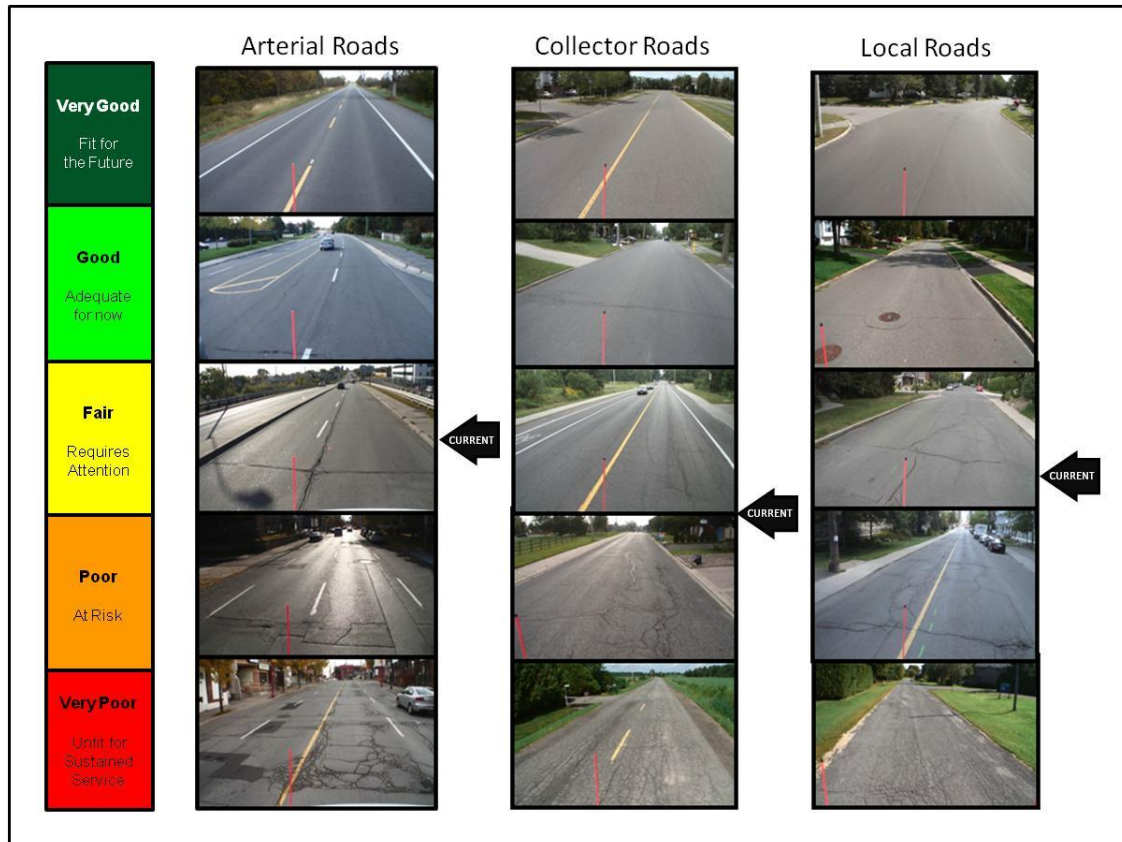 Arterial Roads
Collector Roads
Local Roads
Very Good
Fit for
the Future
Good
Adequate
for now
Fair
Requires
Attention
CURRENT
CURRENT
CURRENT
Poor
At Risk
Very Poor
Unfit for
Sustained
Service